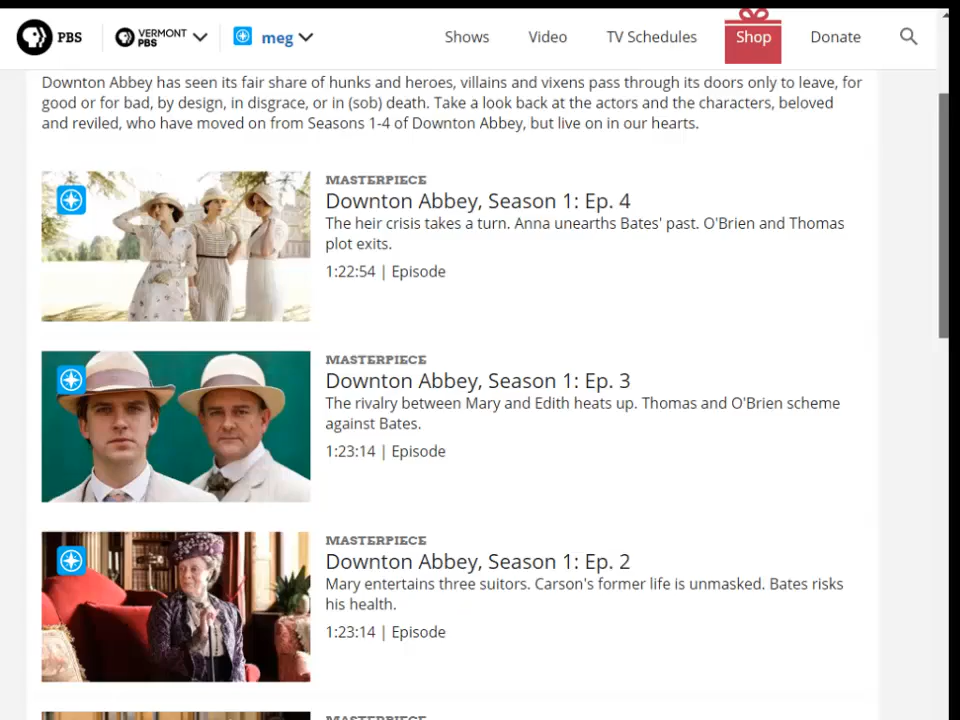 PBS
VERMONT
PBS
meg
Shows
Video
TV Schedules
Shop
Donate
Downton Abbey has seen its fair share of hunks and heroes, villains and vixens pass through its doors only to leave, for
good or for bad, by design, in disgrace, or in (sob) death. Take a look back at the actors and the characters, beloved
and reviled, who have moved on from Seasons 1-4 of Downton Abbey, but live on in our hearts.
MASTERPIECE
Downton Abbey, Season 1: Ep. 4
The heir crisis takes a turn. Anna unearths Bates' past. O'Brien and Thomas
plot exits.
1:22:54 | Episode
MASTERPIECE
Downton Abbey, Season 1: Ep. 3
The rivalry between Mary and Edith heats up. Thomas and O'Brien scheme
against Bates.
1:23:14 | Episode
MASTERPIECE
Downton Abbey, Season 1: Ep. 2
Mary entertains three suitors. Carson's former life is unmasked. Bates risks
his health.
1:23:14 | Episode
MASTERPIECE